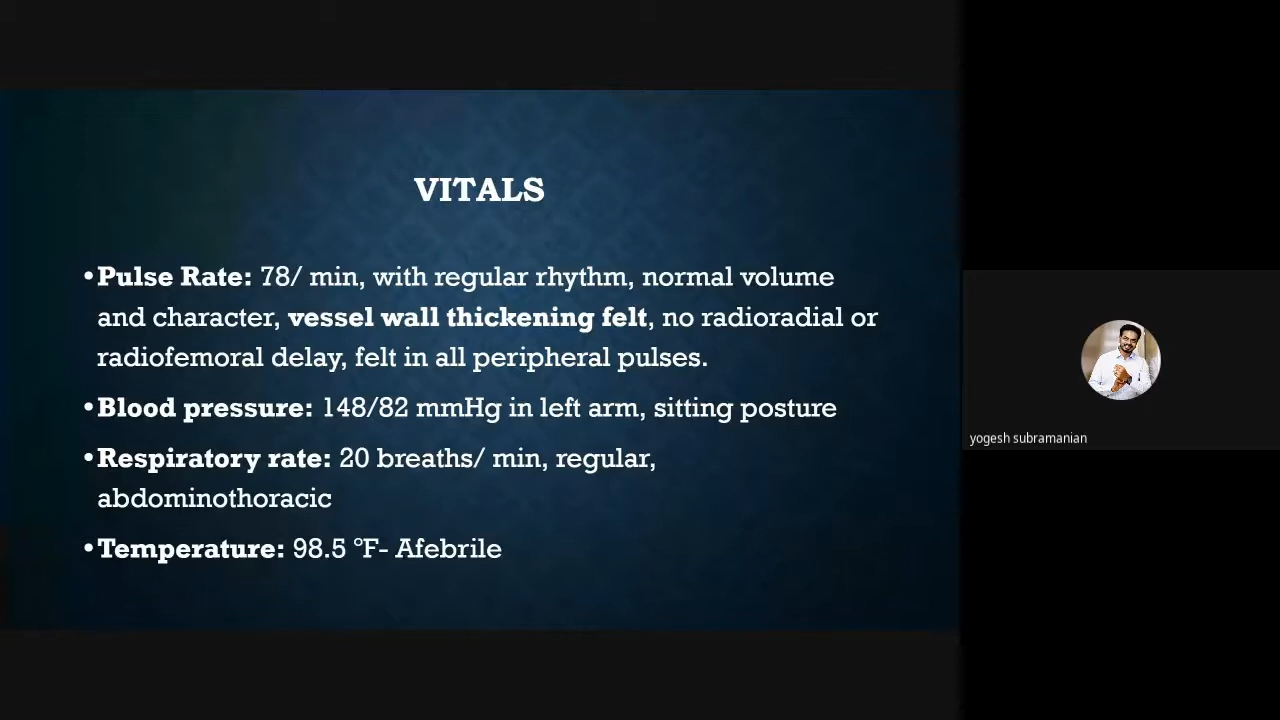 VITALS
•Pulse Rate: 78/ min, with regular rhythm, normal volume
and character, vessel wall thickening felt, no radioradial or
radiofemoral delay, felt in all peripheral pulses.
•Blood pressure: 148/82 mmHg in left arm, sitting posture
•Respiratory rate: 20 breaths/ min, regular,
abdominothoracic
•Temperature: 98.5 °F- Afebrile
yogesh subramanian